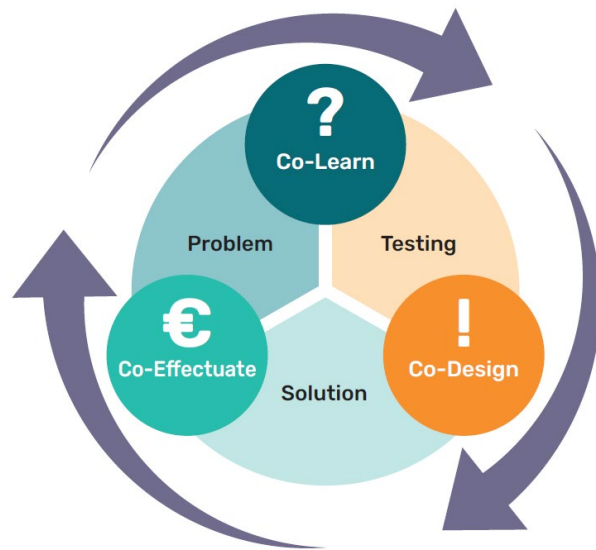 ?
Co-Learn
Problem
Testing
€
Co-Effectuate
!
Co-Design
Solution